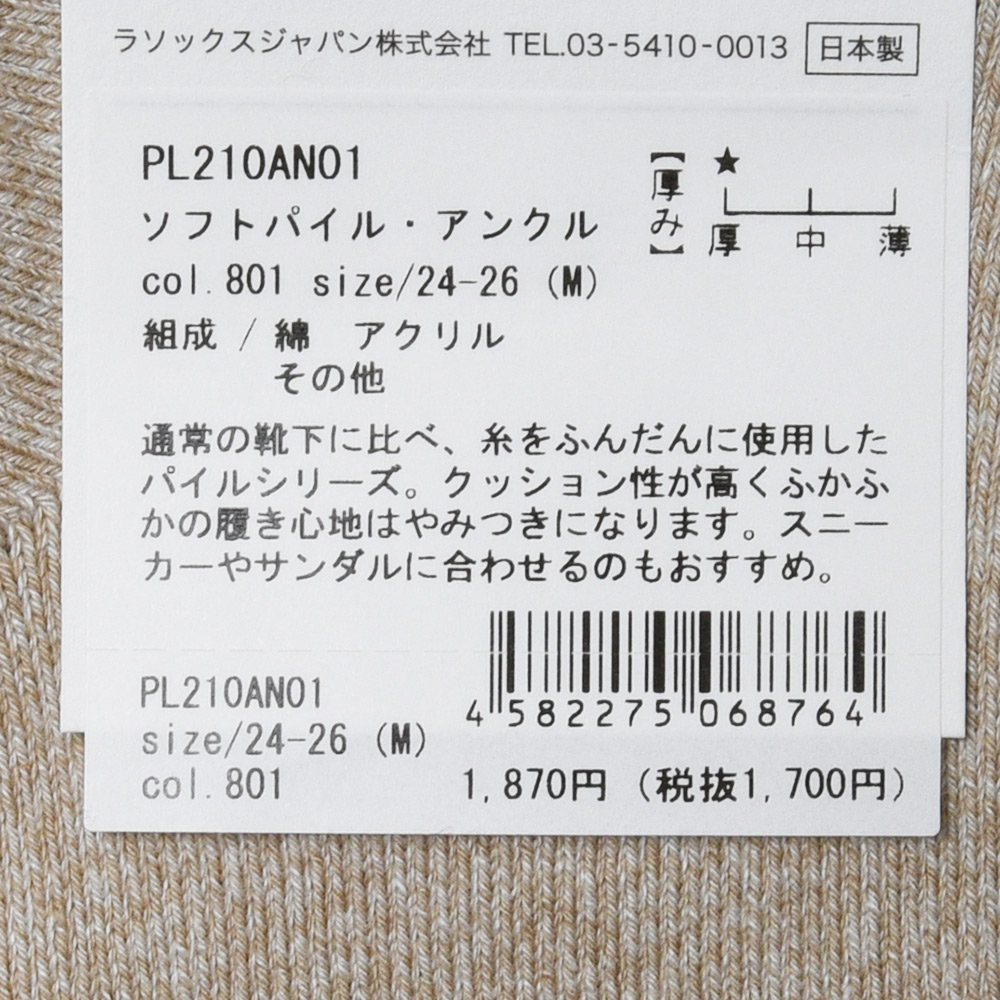 ラソックスジャパン株式会社 TEL.03-5410-0013 日本製
PL210AN01
ソフトパイル・アンクル
col.801 size/24-26 (M)
組成 / 綿 アクリル
その他
【厚み】
★
厚 中 薄
通常の靴下に比べ、糸をふんだんに使用した
パイルシリーズ。クッション性が高くふかふ
かの履き心地はやみつきになります。スニー
カーやサンダルに合わせるのもおすすめ。
4582275068764
PL210AN01
size/24-26 (M)
col.801
1,870円 (税抜1,700円)